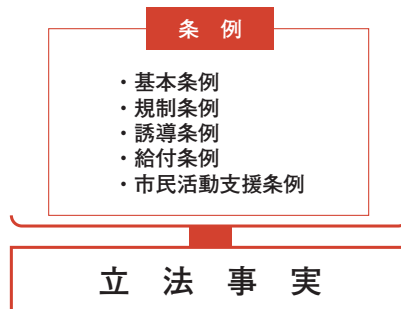 条 例
・基本条例
・規制条例
・誘導条例
・給付条例
・市民活動支援条例
立 法 事 実